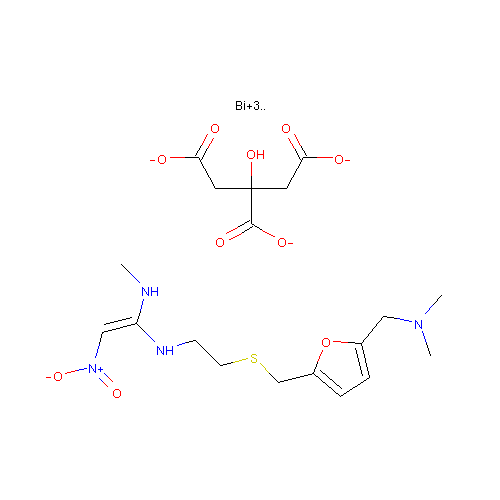 Bi+3..
O OH O
−O O−
O O−
NH
NH S O N
N+
−O O